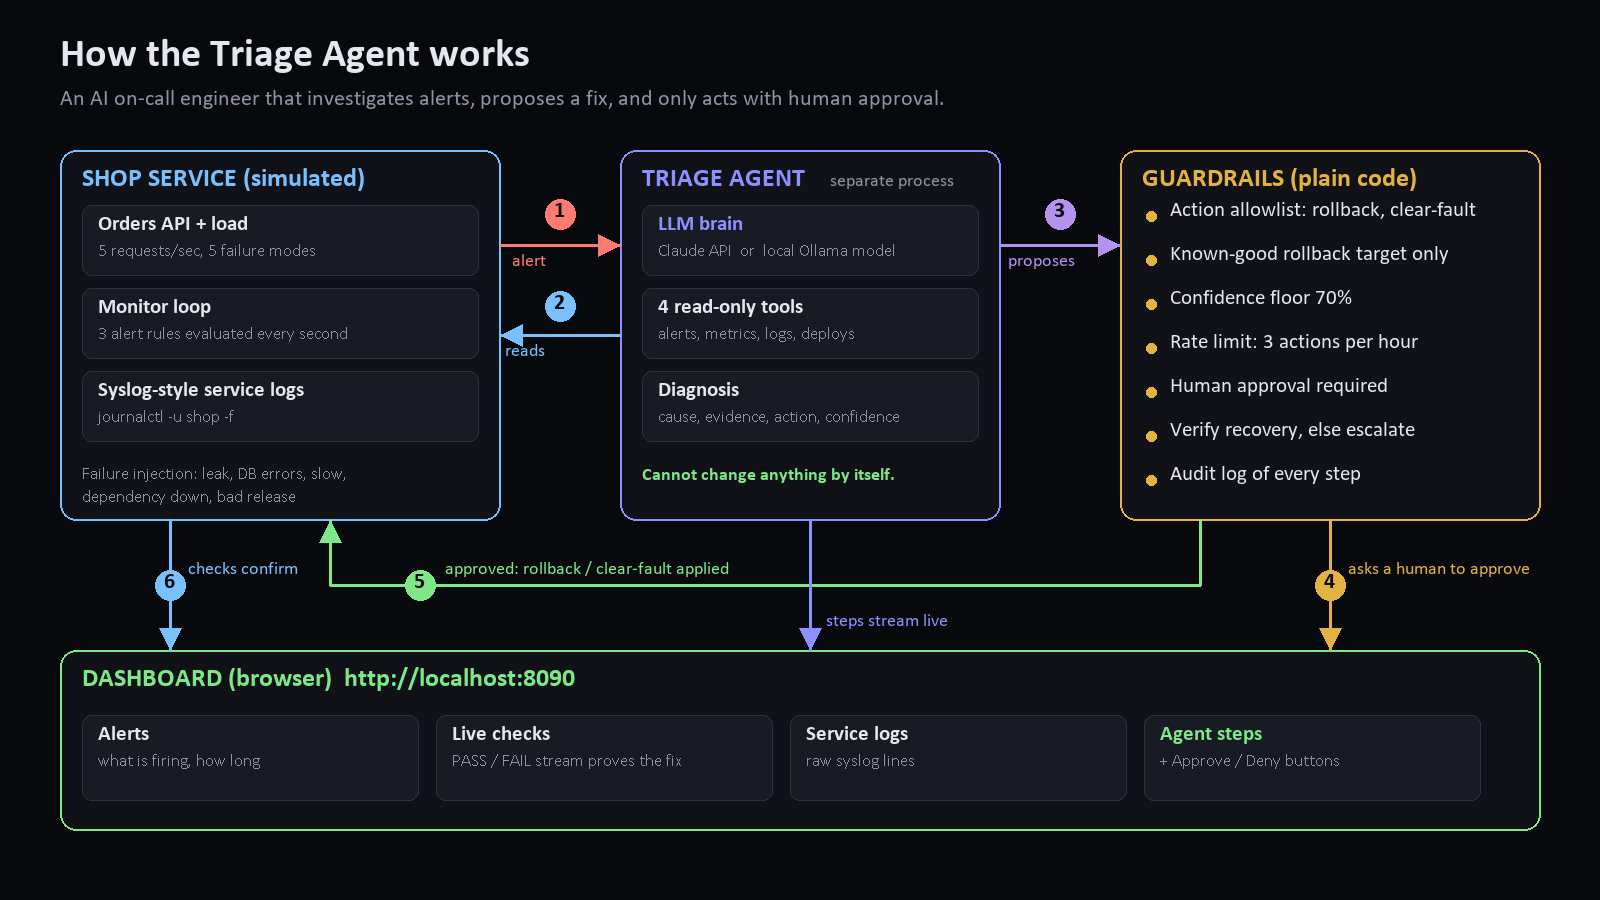 How the Triage Agent works
An AI on-call engineer that investigates alerts, proposes a fix, and only acts with human approval.
SHOP SERVICE (simulated)
Orders API + load
5 requests/sec, 5 failure modes
Monitor loop
3 alert rules evaluated every second
Syslog-style service logs
journalctl -u shop -f
Failure injection: leak, DB errors, slow,
dependency down, bad release
1
alert
2
reads
TRIAGE AGENT separate process
LLM brain
Claude API or local Ollama model
4 read-only tools
alerts, metrics, logs, deploys
Diagnosis
cause, evidence, action, confidence
Cannot change anything by itself.
3
proposes
GUARDRAILS (plain code)
Action allowlist: rollback, clear-fault
Known-good rollback target only
Confidence floor 70%
Rate limit: 3 actions per hour
Human approval required
Verify recovery, else escalate
Audit log of every step
6 checks confirm
5 approved: rollback / clear-fault applied
steps stream live
4 asks a human to approve
DASHBOARD (browser) http://localhost:8090
Alerts
what is firing, how long
Live checks
PASS / FAIL stream proves the fix
Service logs
raw syslog lines
Agent steps
+ Approve / Deny buttons